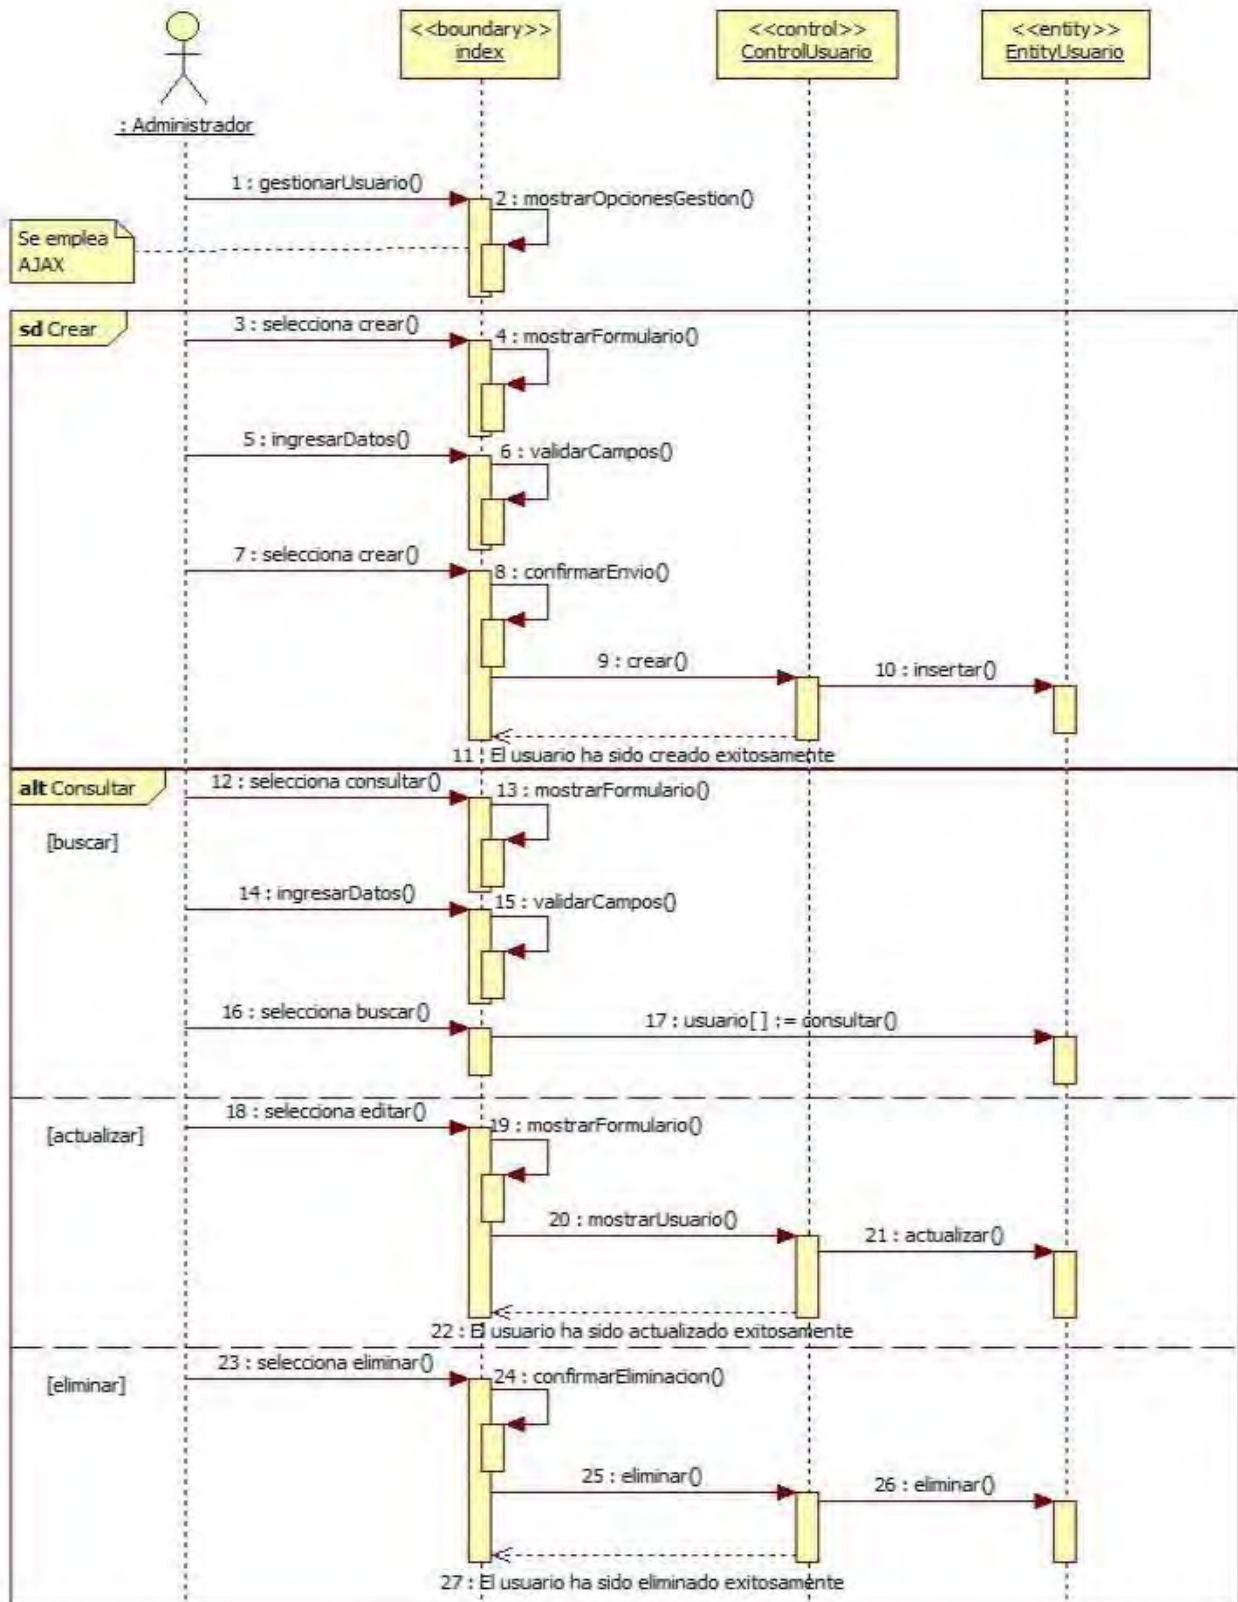 <<boundary>>
index
<<control>>
ControlUsuario
<<entity>>
EntityUsuario
: Administrador
1 : gestionarUsuario()
2 : mostrarOpcionesGestion()
Se emplea
AJAX
sd Crear
3 : selecciona crear()
4 : mostrarFormulario()
5 : ingresarDatos()
6 : validarCampos()
7 : selecciona crear()
8 : confirmarEnvio()
9 : crear()
10 : insertar()
11 : El usuario ha sido creado exitosamente
alt Consultar
12 : selecciona consultar()
13 : mostrarFormulario()
[buscar]
14 : ingresarDatos()
15 : validarCampos()
16 : selecciona buscar()
17 : usuario[ ] := consultar()
18 : selecciona editar()
19 : mostrarFormulario()
[actualizar]
20 : mostrarUsuario()
21 : actualizar()
22 : El usuario ha sido actualizado exitosamente
23 : selecciona eliminar()
24 : confirmarEliminacion()
[eliminar]
25 : eliminar()
26 : eliminar()
27 : El usuario ha sido eliminado exitosamente